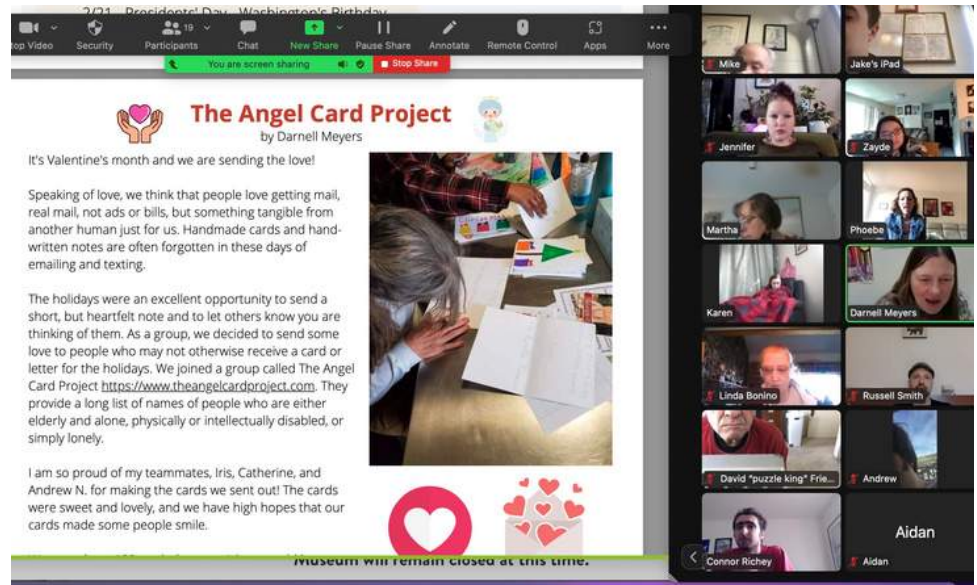 2/21 - Presidents' Day - Washington's Birthday
19
top Video Security Participants Chat New Share Pause Share Annotate Remote Control Apps More
You are screen sharing Stop Share
The Angel Card Project
by Darnell Meyers
It's Valentine's month and we are sending the love!
Speaking of love, we think that people love getting mail,
real mail, not ads or bills, but something tangible from
another human just for us. Handmade cards and hand-
written notes are often forgotten in these days of
emailing and texting.
The holidays were an excellent opportunity to send a
short, but heartfelt note and to let others know you are
thinking of them. As a group, we decided to send some
love to people who may not otherwise receive a card or
letter for the holidays. We joined a group called The Angel
Card Project https://www.theangelcardproject.com. They
provide a long list of names of people who are either
elderly and alone, physically or intellectually disabled, or
simply lonely.
I am so proud of my teammates, Iris, Catherine, and
Andrew N. for making the cards we sent out! The cards
were sweet and lovely, and we have high hopes that our
cards made some people smile.
Museum will remain closed at this time.
Mike
Jake's iPad
Jennifer
Zayde
Martha
Phoebe
Karen
Darnell Meyers
Linda Bonino
Russell Smith
David "puzzle king" Frie...
Andrew
Connor Richey
Aidan
Aidan